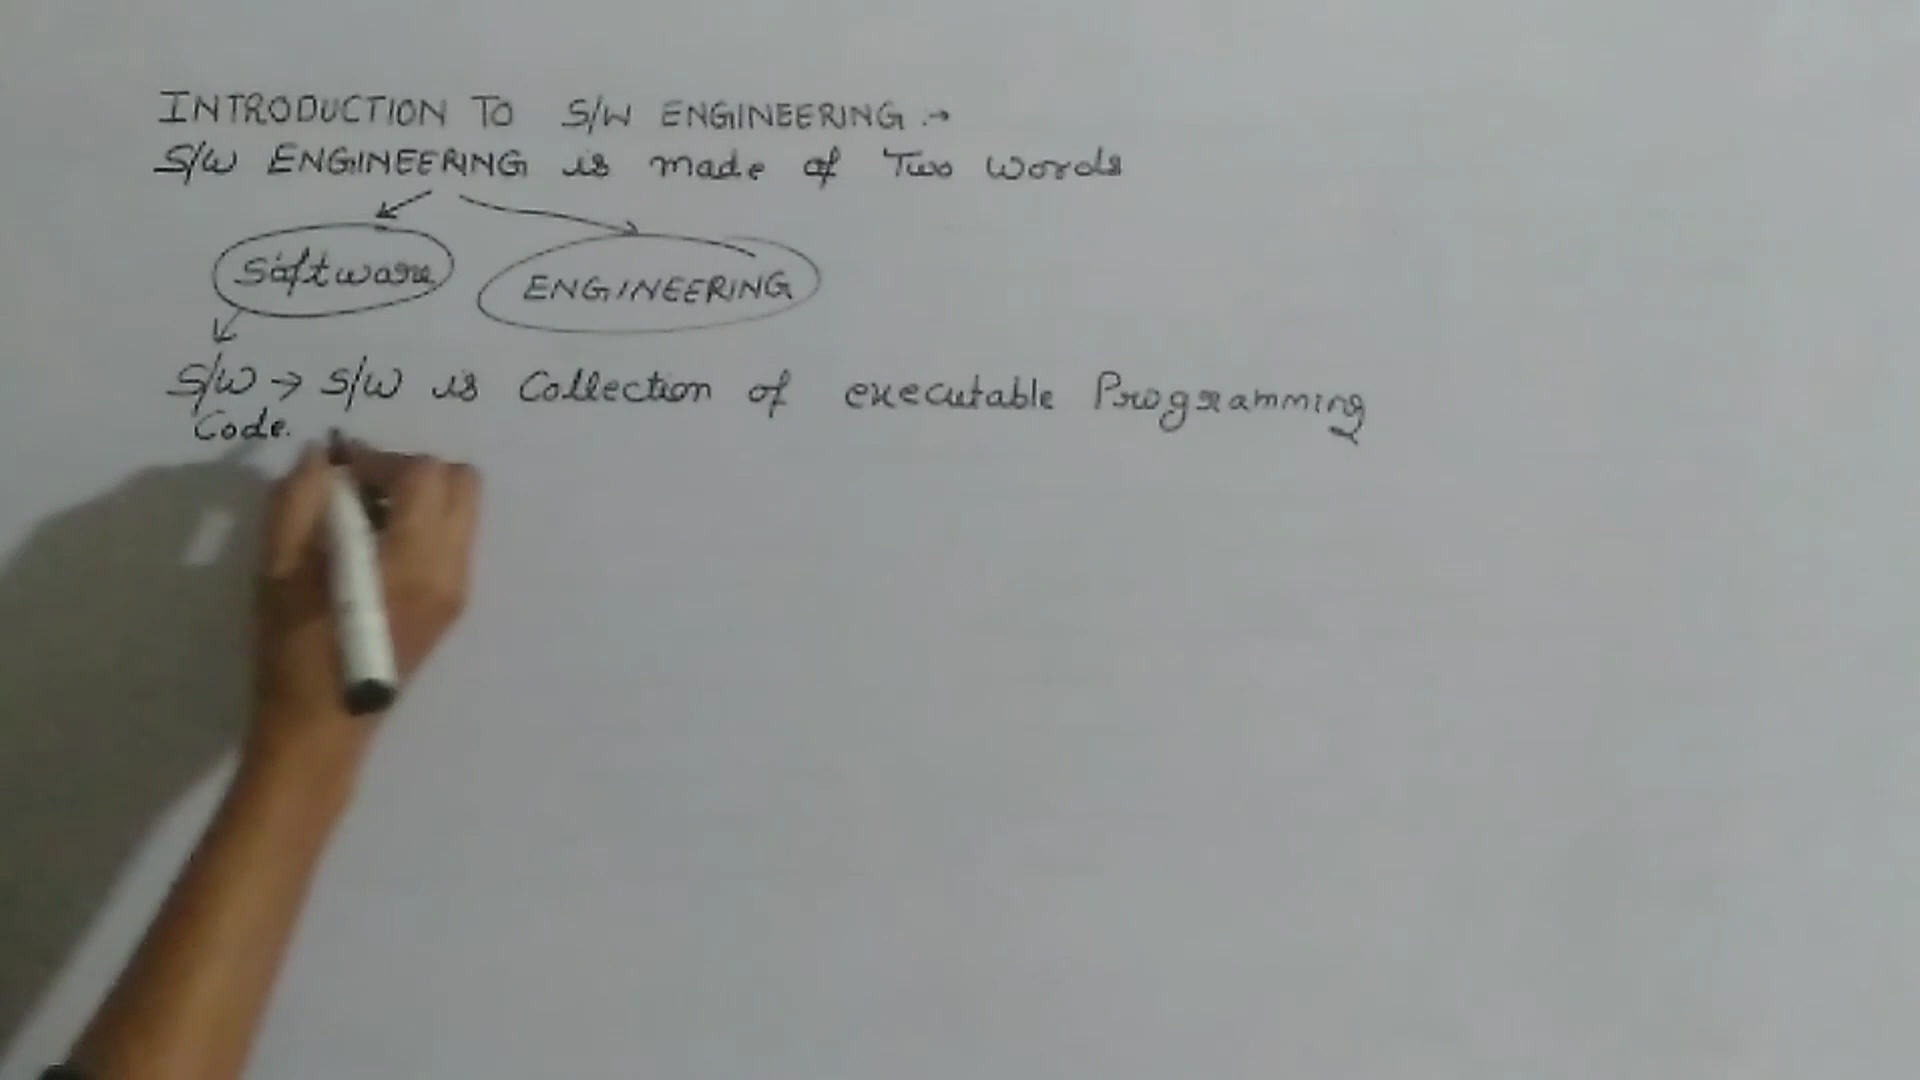 INTRODUCTION TO S/W ENGINEERING :→
S/W ENGINEERING is made of Two words
Software ENGINEERING
S/W → S/W is Collection of executable Programming
Code.